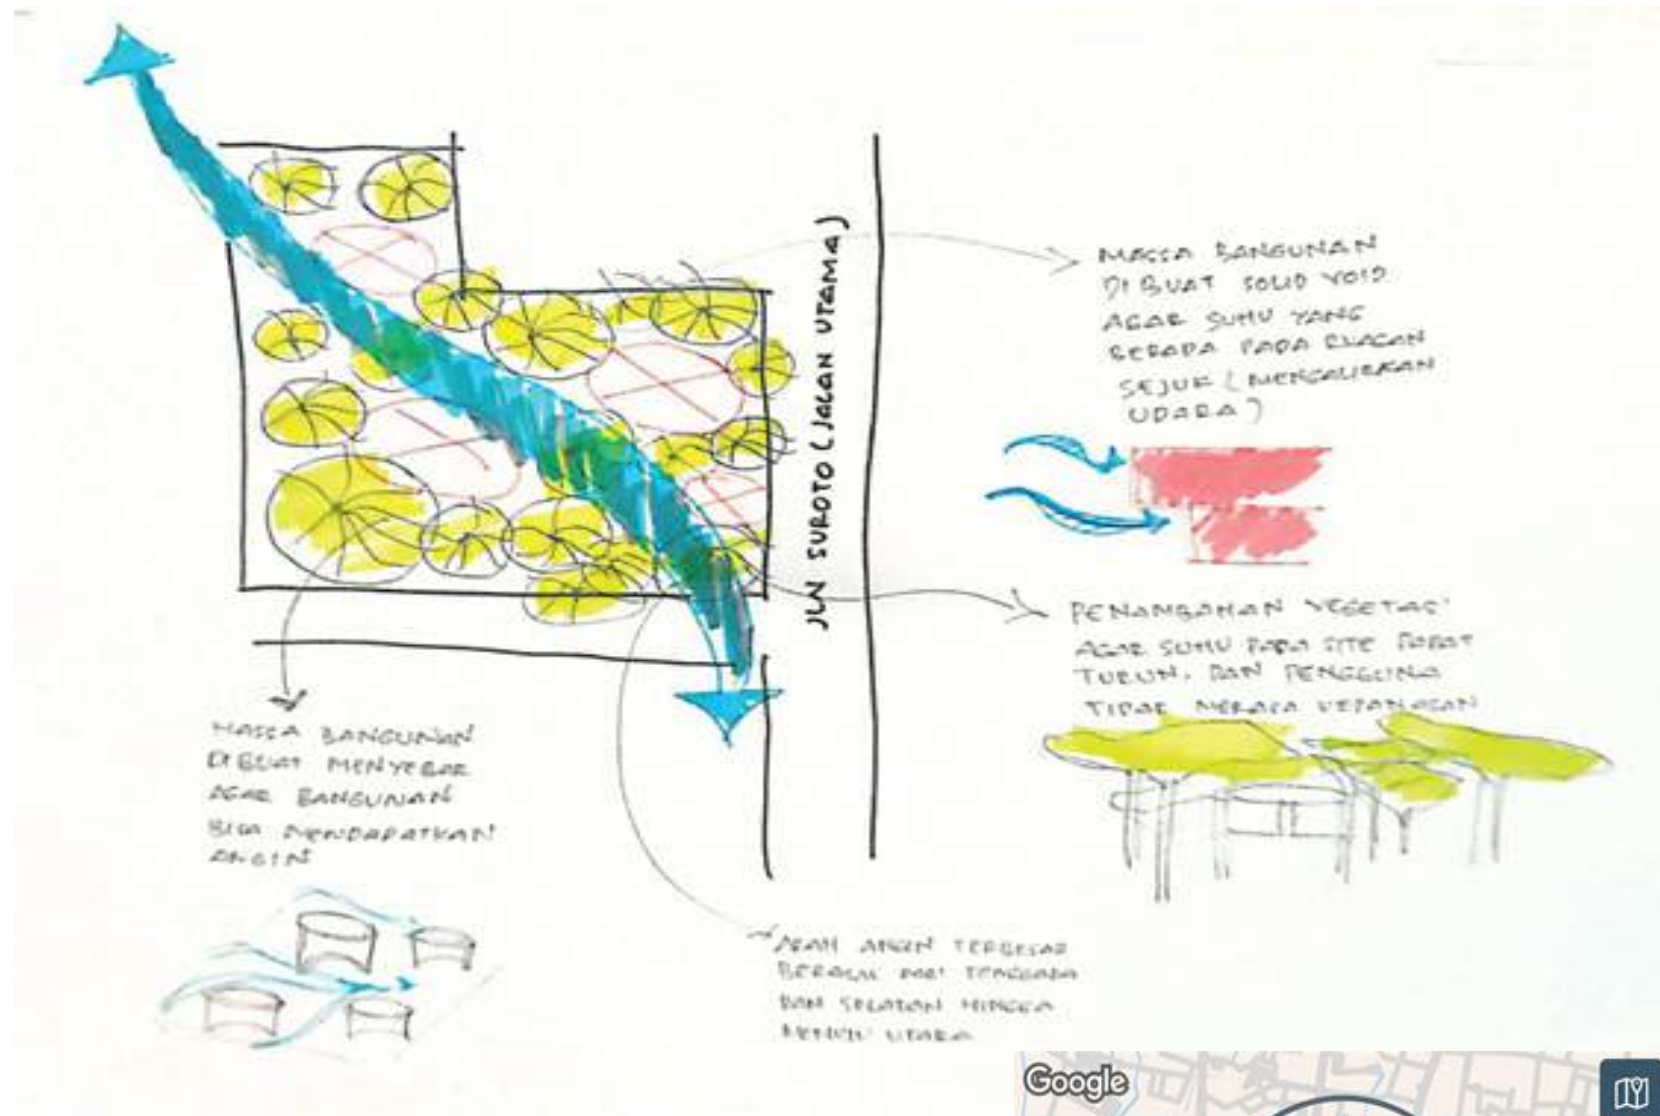 JLN SUROTO (JALAN UTAMA)
MASSA BANGUNAN
DI BUAT SOLID VOID
AGAR SUHU YANG
BERADA PADA RUAGAN
SEJUK (MENGALIRKAN
UDARA)
PENAMBAHAN VEGETASI
AGAR SUHU PADA SITE DAPAT
TURUN, DAN PENGGUNA
TIDAK MERASA KEPANASAN
MASSA BANGUNAN
DI BUAT MENYEBAR
AGAR BANGUNAN
BISA MENDAPATKAN
ANGIN
ARAH ANGIN TERBESAR
BERASAL DARI TENGGARA
DAN SELATAN HINGGA
MENUJU UTARA
Google